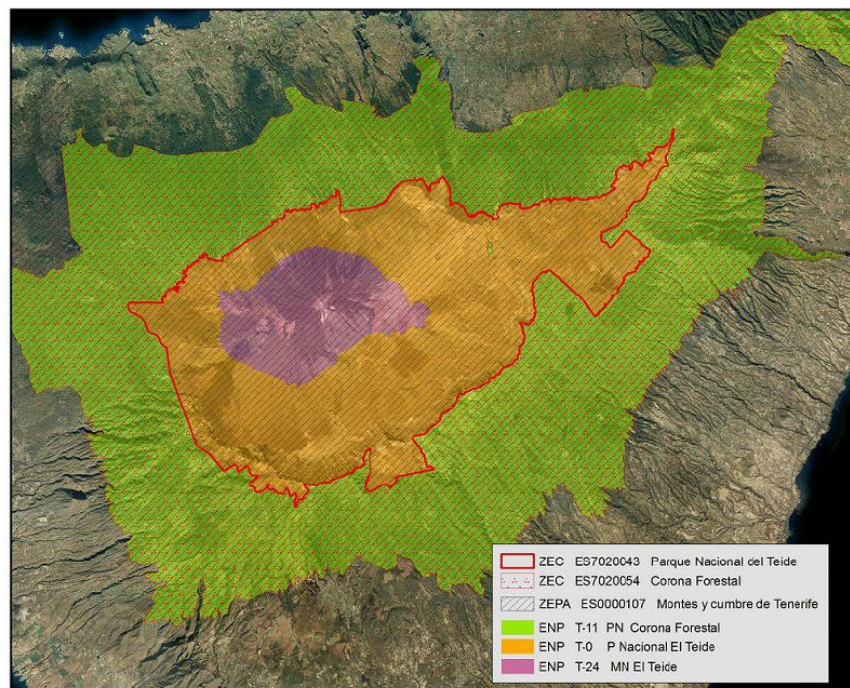 ZEC ES7020043 Parque Nacional del Teide
ZEC ES7020054 Corona Forestal
ZEPA ES0000107 Montes y cumbre de Tenerife
ENP T-11 PN Corona Forestal
ENP T-0 P Nacional El Teide
ENP T-24 MN El Teide